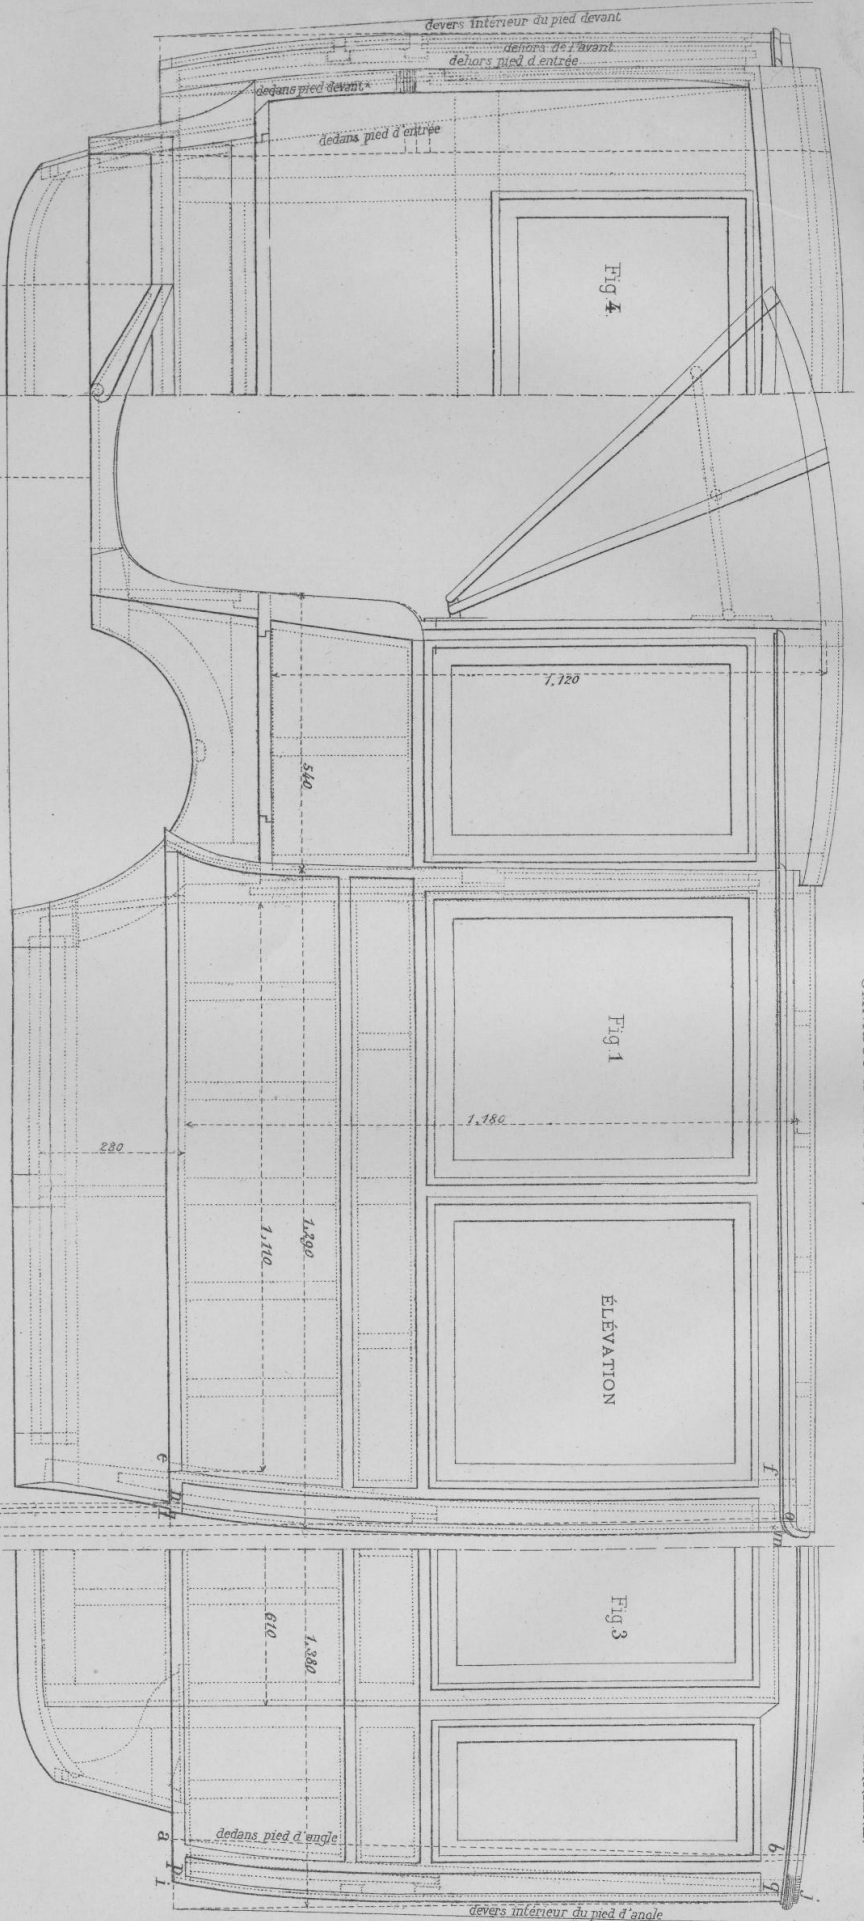 devers intérieur du pied devant
dehors de l'avant
dehors pied d'entrée
dedans pied devant
dedans pied d'entrée
Fig 4.
1,120
540
Fig 1
1,180
280
1,290
1,110
ÉLÉVATION
e
f
h
o
m
Fig.3
610
1,380
a
dedans pied d'angle
b
p
q
i
j
devers intérieur du pied d'angle